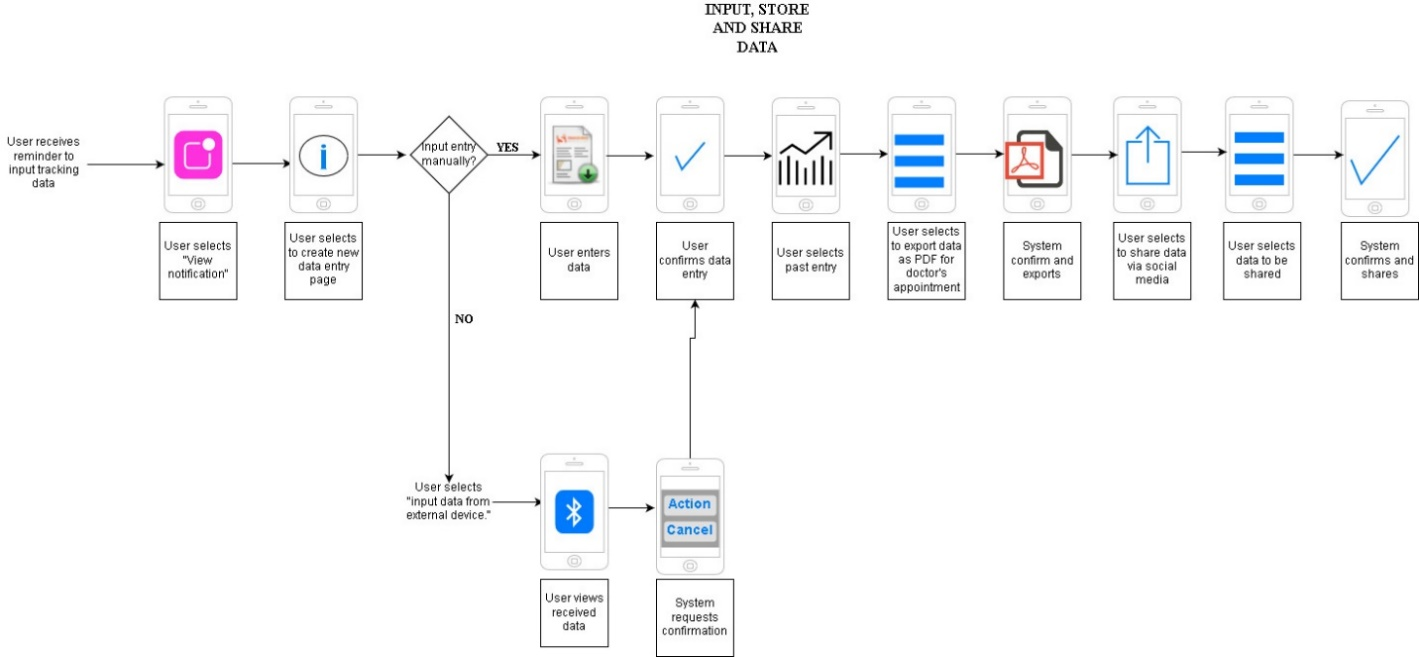 INPUT, STORE
AND SHARE
DATA
User receives
reminder to
input tracking
data
User selects
"View
notification"
i
User selects
to create new
data entry
page
Input entry
manually?
YES
User enters
data
User
confirms data
entry
User selects
past entry
User selects
to export data
as PDF for
doctor's
appointment
System
confirm and
exports
User selects
to share data
via social
media
User selects
data to be
shared
System
confirms and
shares
NO
User selects
"input data from
external device."
User views
received
data
Action
Cancel
System
requests
confirmation